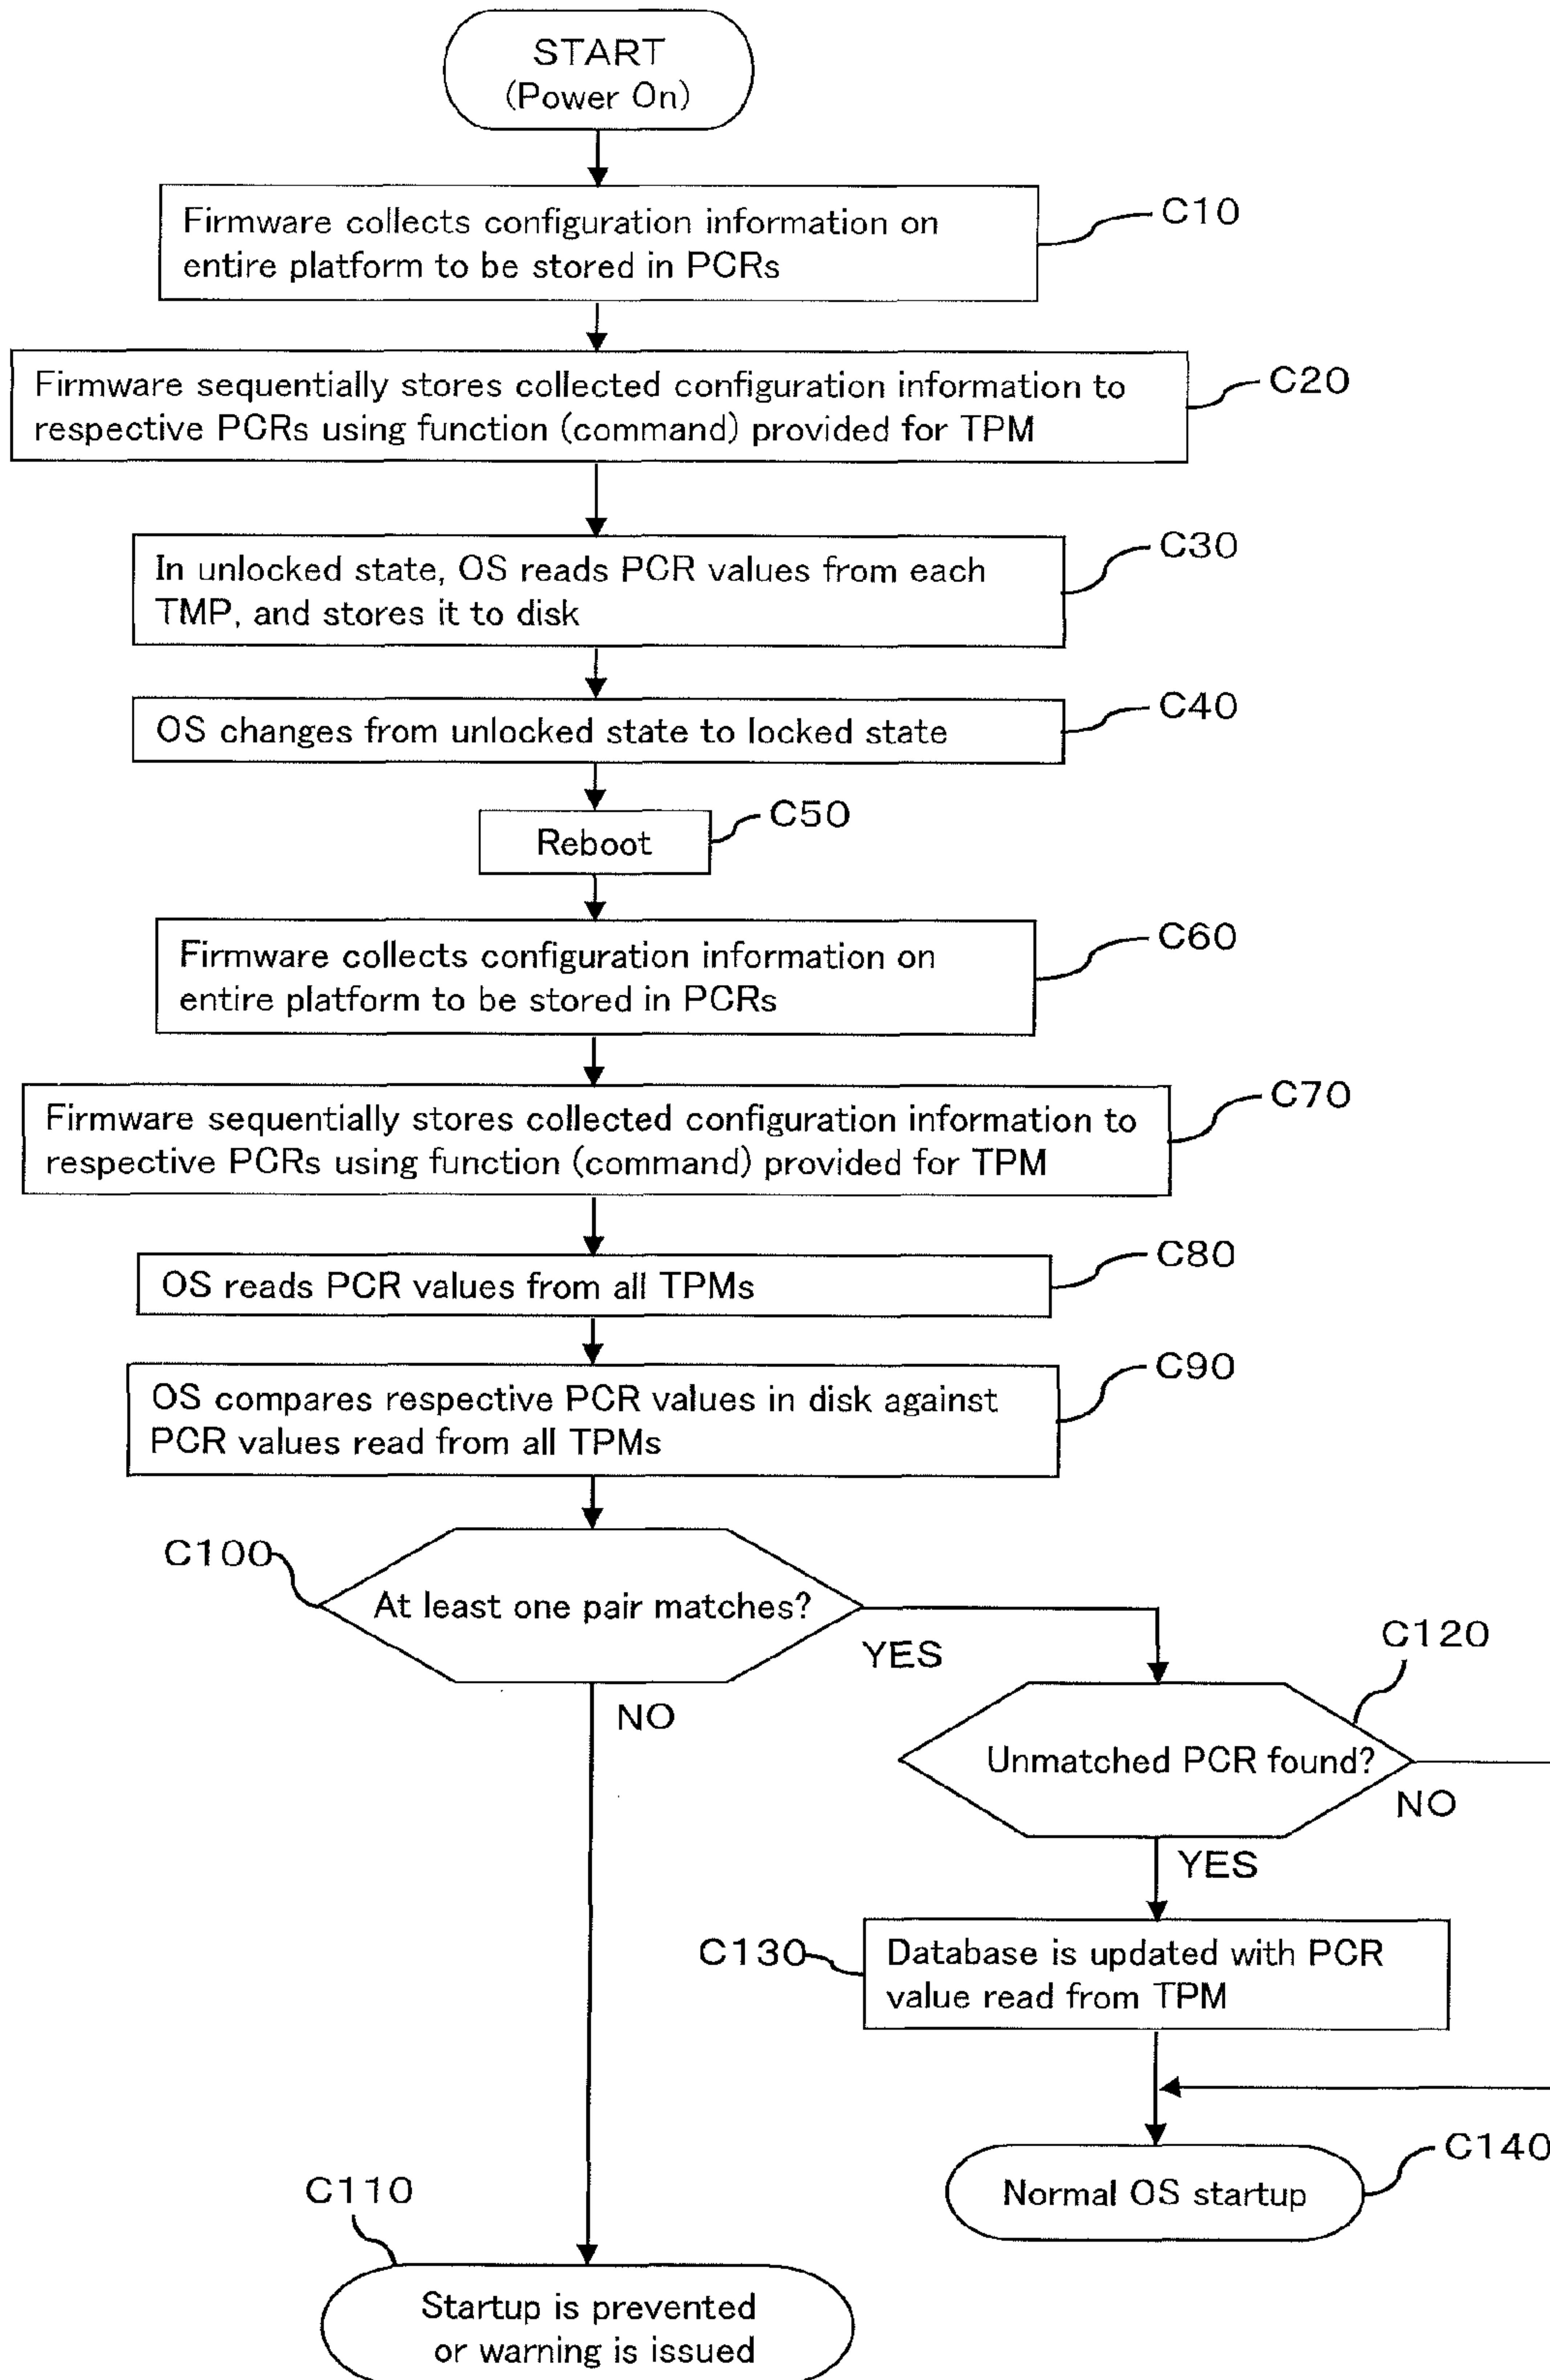 START
(Power On)
Firmware collects configuration information on
entire platform to be stored in PCRs
C10
Firmware sequentially stores collected configuration information to
respective PCRs using function (command) provided for TPM
C20
In unlocked state, OS reads PCR values from each
TMP, and stores it to disk
C30
OS changes from unlocked state to locked state
C40
Reboot
C50
Firmware collects configuration information on
entire platform to be stored in PCRs
C60
Firmware sequentially stores collected configuration information to
respective PCRs using function (command) provided for TPM
C70
OS reads PCR values from all TPMs
C80
OS compares respective PCR values in disk against
PCR values read from all TPMs
C90
C100
At least one pair matches?
YES
NO
C120
Unmatched PCR found?
NO
YES
C130
Database is updated with PCR
value read from TPM
C140
Normal OS startup
C110
Startup is prevented
or warning is issued